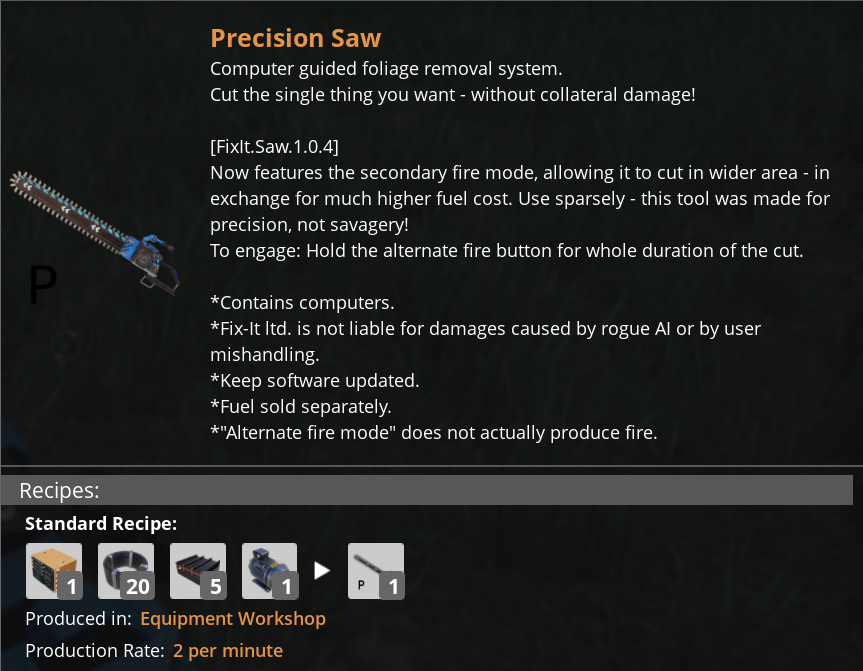 Precision Saw
Computer guided foliage removal system.
Cut the single thing you want - without collateral damage!
[FixIt.Saw.1.0.4]
Now features the secondary fire mode, allowing it to cut in wider area - in
exchange for much higher fuel cost. Use sparsely - this tool was made for
precision, not savagery!
To engage: Hold the alternate fire button for whole duration of the cut.
P
*Contains computers.
*Fix-It ltd. is not liable for damages caused by rogue AI or by user
mishandling.
*Keep software updated.
*Fuel sold separately.
*"Alternate fire mode" does not actually produce fire.
Recipes:
Standard Recipe:
1 20 5 1 P 1
Produced in: Equipment Workshop
Production Rate: 2 per minute